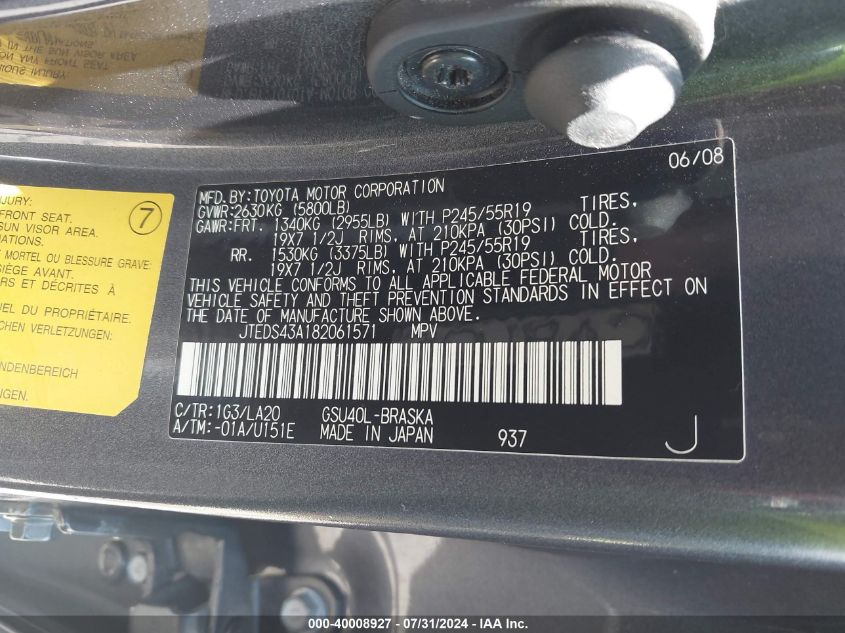 06/08
MFD. BY: TOYOTA MOTOR CORPORATION
GVWR: 2630KG (5800LB)
GAWR: FRT. 1340KG (2955LB) WITH P245/55R19 TIRES,
19X7 1/2J RIMS, AT 210KPA (30PSI) COLD.
RR. 1530KG (3375LB) WITH P245/55R19 TIRES,
19X7 1/2J RIMS, AT 210KPA (30PSI) COLD.
THIS VEHICLE CONFORMS TO ALL APPLICABLE FEDERAL MOTOR
VEHICLE SAFETY AND THEFT PREVENTION STANDARDS IN EFFECT ON
THE DATE OF MANUFACTURE SHOWN ABOVE.
JTEDS43A182061571 MPV
C/TR: 1G3/LA20 GSU40L-BRASKA
A/TM: -01A/U151E MADE IN JAPAN 937 J
NJURY:
FRONT SEAT.
SUN VISOR AREA.
7
MORTEL OU BLESSURE GRAVE:
SIÈGE AVANT.
ERS ET DÉCRITES À
UEL DU PROPRIÉTAIRE.
VERLETZUNG:
NDENBEREICH
NGEN.
000-40008927 - 07/31/2024 - IAA Inc.